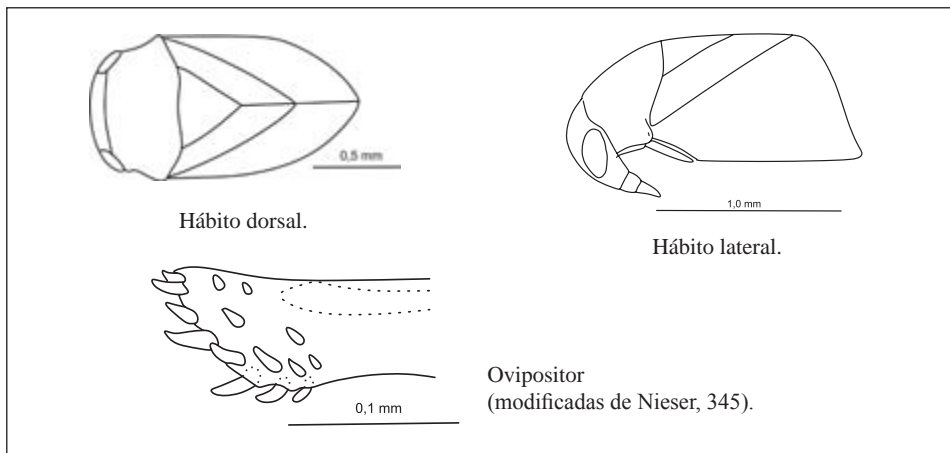 0,5 mm
Hábito dorsal.
1,0 mm
Hábito lateral.
0,1 mm
Ovipositor
(modificadas de Nieser, 345).